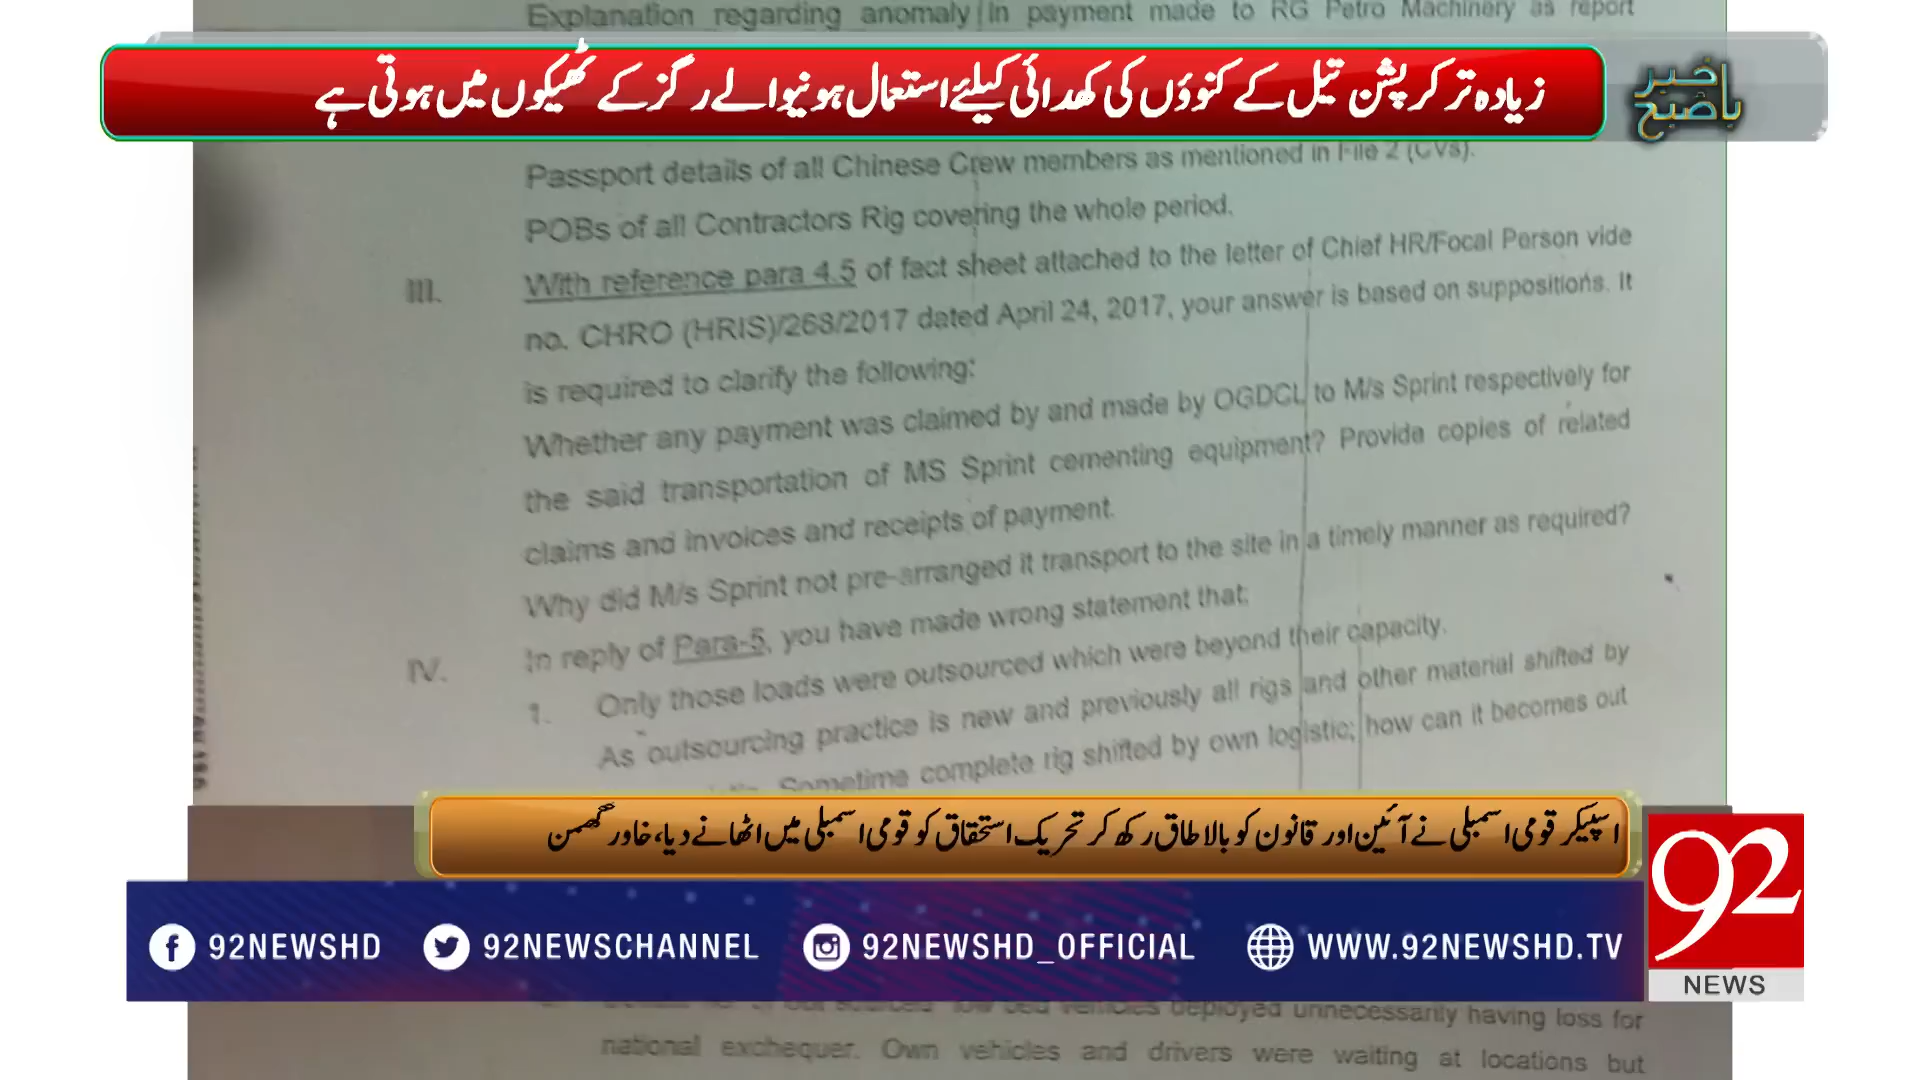 Explanation regarding anomaly in payment made to RG Petro Machinery as report
زیادہ تر کرپشن تیل کے کنوؤں کی کھدائی کیلئے استعمال ہونیوالے رگز کے ٹھیکوں میں ہوتی ہے
باخبر
صبح
Passport details of all Chinese Crew members as mentioned in File 2 (CVs).
POBs of all Contractors Rig covering the whole period.
III. With reference para 4.5 of fact sheet attached to the letter of Chief HR/Focal Person vide
no. CHRO (HRIS)/268/2017 dated April 24, 2017, your answer is based on suppositions. It
is required to clarify the following:
Whether any payment was claimed by and made by OGDCL to M/s Sprint respectively for
the said transportation of MS Sprint cementing equipment? Provide copies of related
claims and invoices and receipts of payment.
Why did M/s Sprint not pre-arranged it transport to the site in a timely manner as required?
IV. In reply of Para-5, you have made wrong statement that;
1. Only those loads were outsourced which were beyond their capacity.
As outsourcing practice is new and previously all rigs and other material shifted by
Sometime complete rig shifted by own logistic; how can it becomes out
اسپیکر قومی اسمبلی نے آئین اور قانون کو بالا طاق رکھ کر تحریک استحقاق کو قومی اسمبلی میں اٹھانے دیا، خاور گھمن
92NEWSHD 92NEWSCHANNEL 92NEWSHD_OFFICIAL WWW.92NEWSHD.TV
92
NEWS
low bed vehicles deployed unnecessarily having loss for
national exchequer. Own vehicles and drivers were waiting at locations but